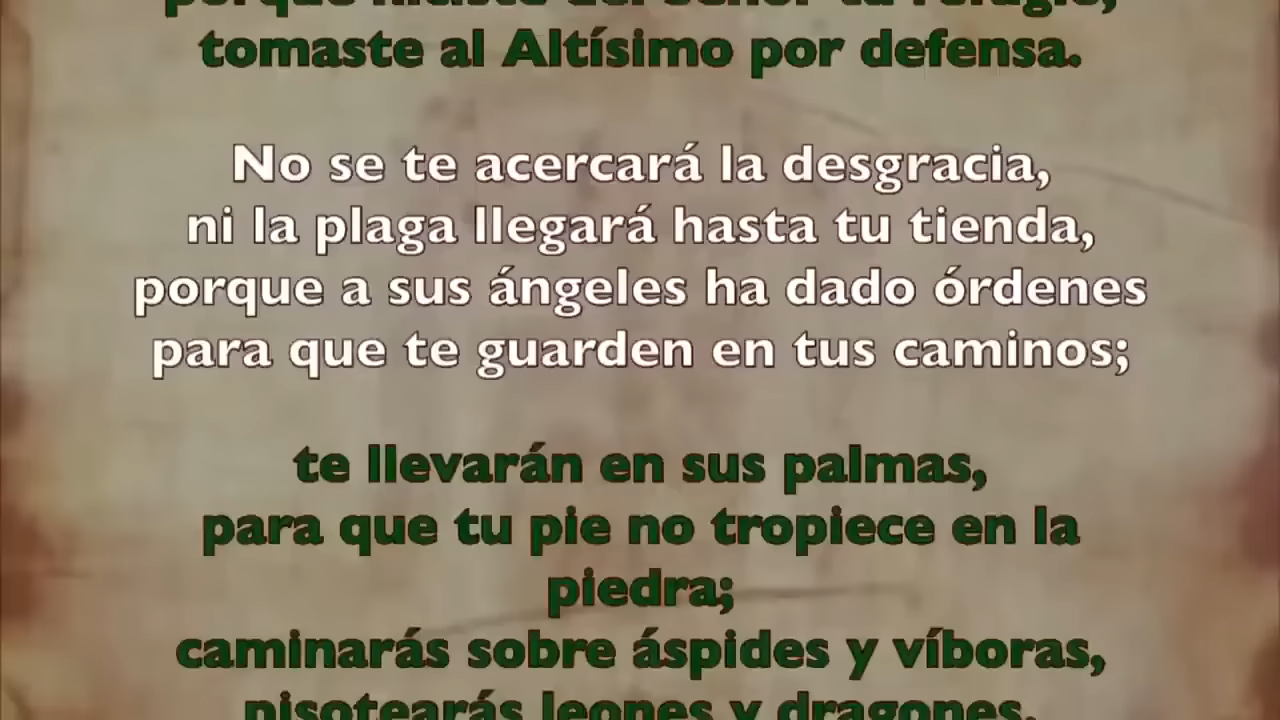 porque hiciste del Señor tu refugio,
tomaste al Altísimo por defensa.
No se te acercará la desgracia,
ni la plaga llegará hasta tu tienda,
porque a sus ángeles ha dado órdenes
para que te guarden en tus caminos;
te llevarán en sus palmas,
para que tu pie no tropiece en la
piedra;
caminarás sobre áspides y víboras,
pisotearás leones y dragones.